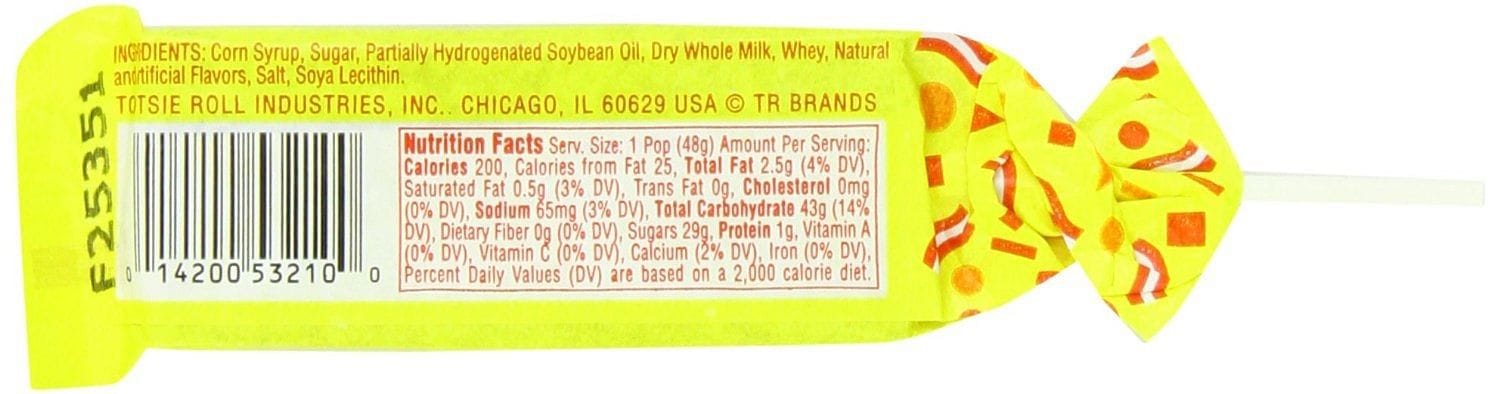 INGRDIENTS: Corn Syrup, Sugar, Partially Hydrogenated Soybean Oil, Dry Whole Milk, Whey, Natural
andrtificial Flavors, Salt, Soya Lecithin.
TOTSIE ROLL INDUSTRIES, INC.. CHICAGO, IL 60629 USA © TR BRANDS
F25351
0 14200 53210 0
Nutrition Facts Serv. Size: 1 Pop (48g) Amount Per Serving:
Calories 200, Calories from Fat 25, Total Fat 2.5g (4% DV),
Saturated Fat 0.5g (3% DV), Trans Fat 0g, Cholesterol 0mg
(0% DV), Sodium 65mg (3% DV), Total Carbohydrate 43g (14%
DV), Dietary Fiber 0g (0% DV), Sugars 29g, Protein 1g, Vitamin A
(0% DV), Vitamin C (0% DV), Calcium (2% DV), Iron (0% DV),
Percent Daily Values (DV) are based on a 2,000 calorie diet.